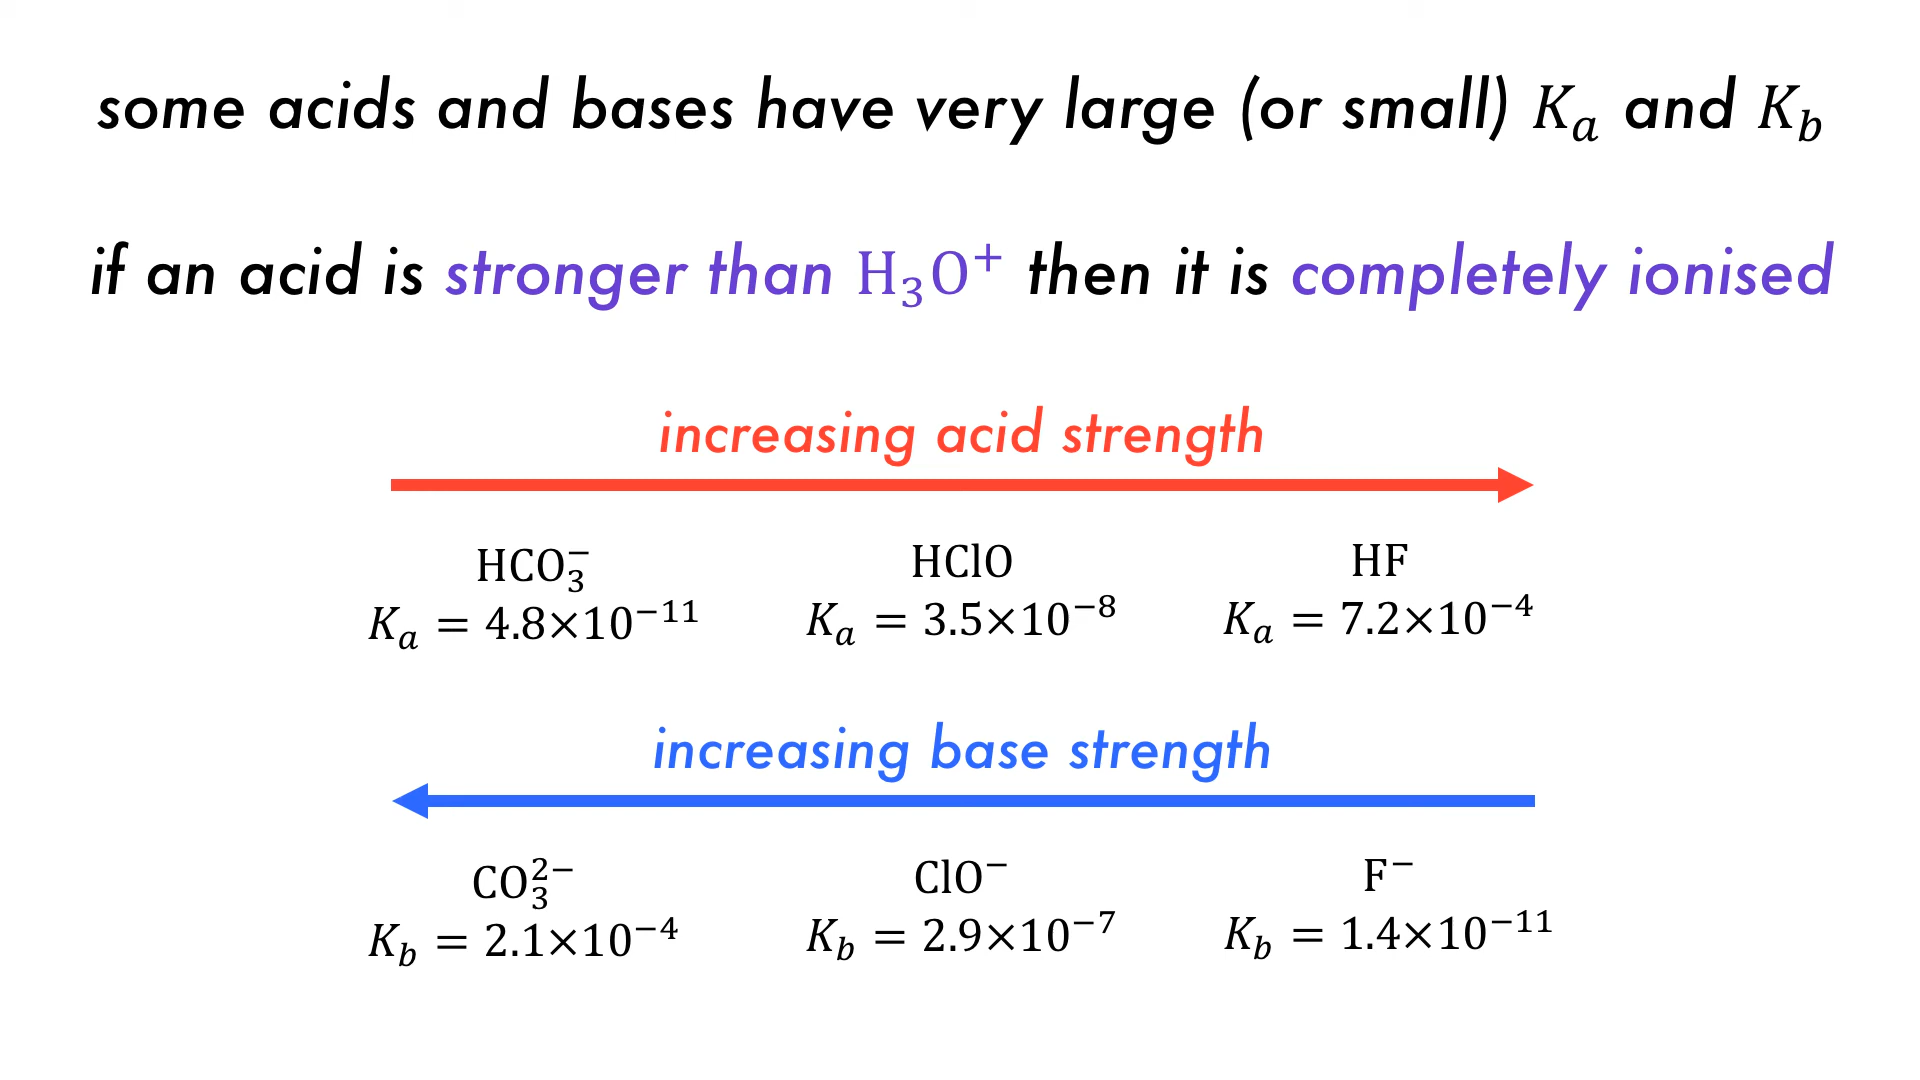 some acids and bases have very large (or small) Kₐ and K_b
if an acid is stronger than H₃O⁺ then it is completely ionised
increasing acid strength
HCO₃⁻ HClO HF
Kₐ = 4.8×10⁻¹¹ Kₐ = 3.5×10⁻⁸ Kₐ = 7.2×10⁻⁴
increasing base strength
CO₃²⁻ ClO⁻ F⁻
K_b = 2.1×10⁻⁴ K_b = 2.9×10⁻⁷ K_b = 1.4×10⁻¹¹